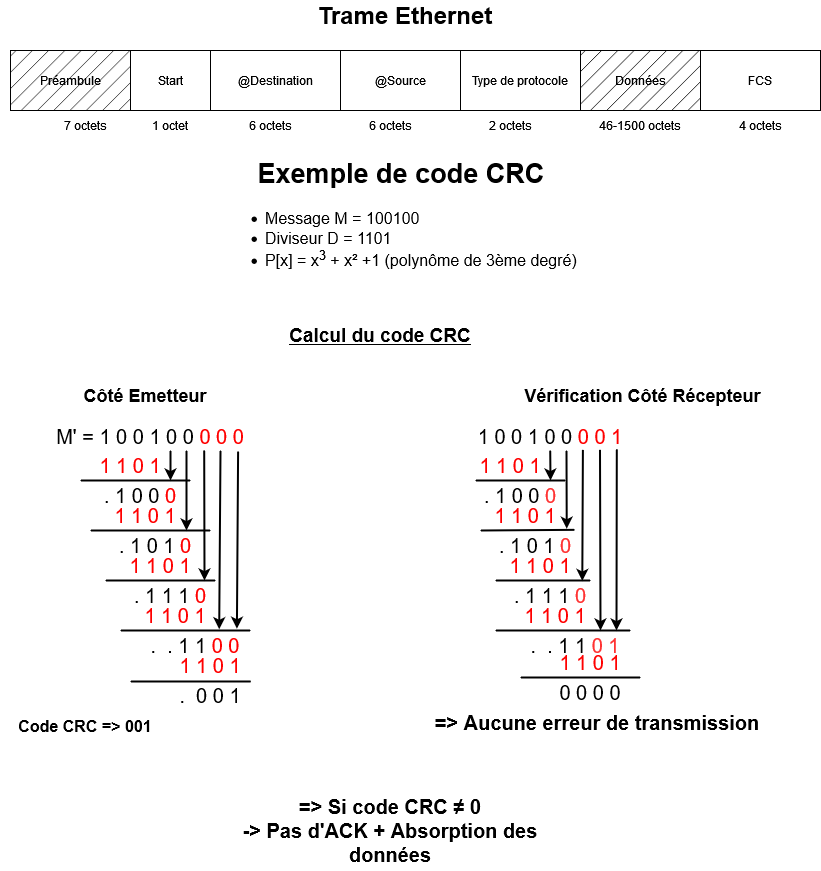 Trame Ethernet
Préambule Start @Destination @Source Type de protocole Données FCS
7 octets 1 octet 6 octets 6 octets 2 octets 46-1500 octets 4 octets
Exemple de code CRC
• Message M = 100100
• Diviseur D = 1101
• P[x] = x³ + x² +1 (polynôme de 3ème degré)
Calcul du code CRC
Côté Emetteur
M' = 1 0 0 1 0 0 0 0 0
1 1 0 1
. 1 0 0 0
1 1 0 1
. 1 0 1 0
1 1 0 1
. 1 1 1 0
1 1 0 1
. . 1 1 0 0
1 1 0 1
. 0 0 1
Code CRC => 001
Vérification Côté Récepteur
1 0 0 1 0 0 0 0 1
1 1 0 1
. 1 0 0 0
1 1 0 1
. 1 0 1 0
1 1 0 1
. 1 1 1 0
1 1 0 1
. . 1 1 0 1
1 1 0 1
0 0 0 0
=> Aucune erreur de transmission
=> Si code CRC ≠ 0
-> Pas d'ACK + Absorption des
données